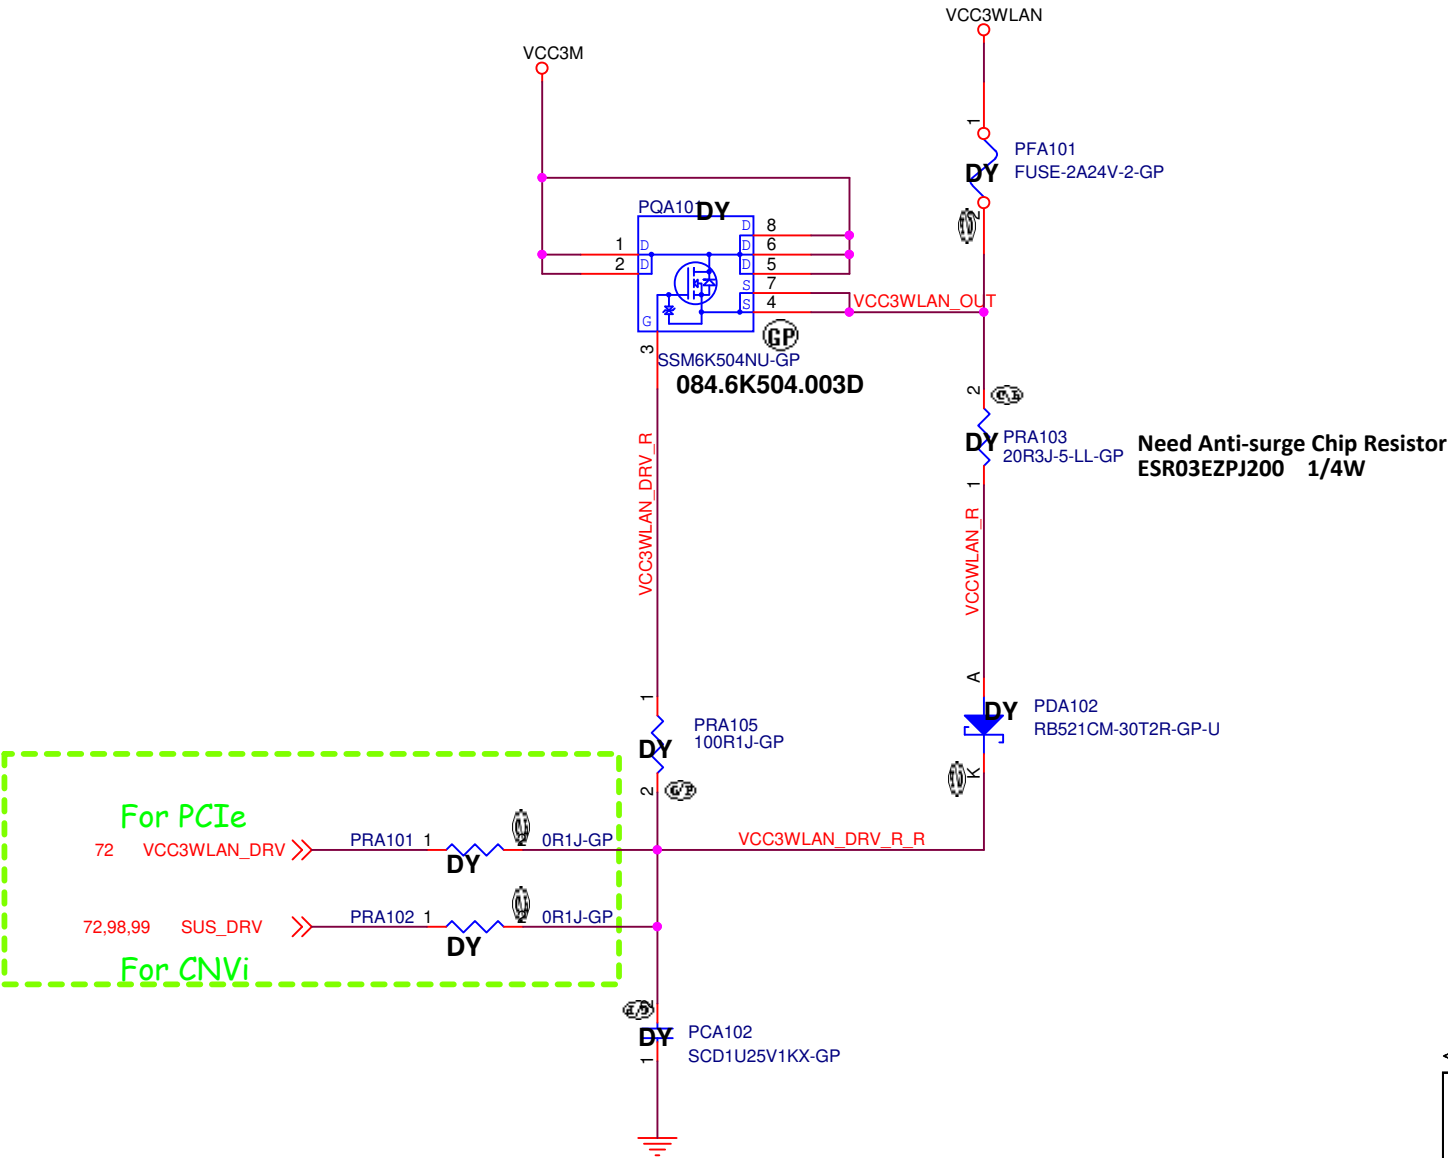 VCC3WLAN
VCC3M
1
PFA101
DY FUSE-2A24V-2-GP
2
PQA101 DY
D 8
1 D D 6
2 D D 5
S 7
S 4
G
VCC3WLAN_OUT
GP
3
SSM6K504NU-GP
084.6K504.003D
2
DY PRA103
20R3J-5-LL-GP
1
Need Anti-surge Chip Resistor
ESR03EZPJ200 1/4W
VCC3WLAN_DRV_R
VCCWLAN_R
A
DY PDA102
RB521CM-30T2R-GP-U
K
1
PRA105
DY 100R1J-GP
2
For PCIe
72 VCC3WLAN_DRV PRA101 1 2 0R1J-GP
DY
VCC3WLAN_DRV_R_R
72,98,99 SUS_DRV PRA102 1 2 0R1J-GP
DY
For CNVi
2
DY PCA102
SCD1U25V1KX-GP
1